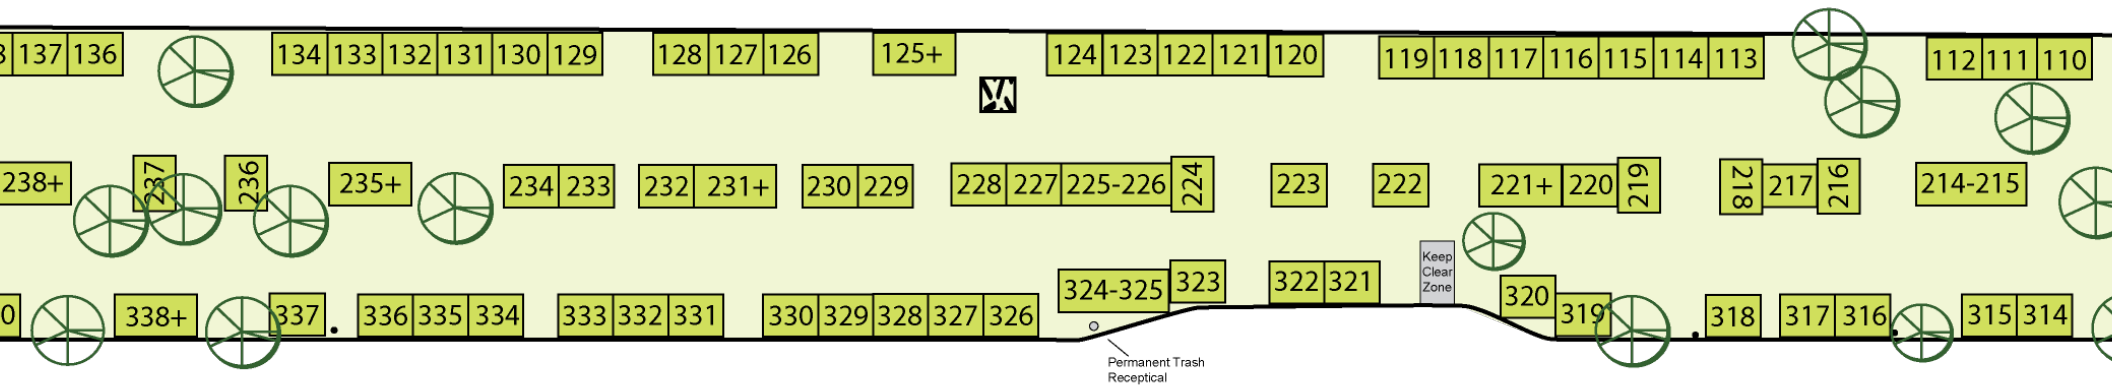 137 136 134 133 132 131 130 129 128 127 126 125+ 124 123 122 121 120 119 118 117 116 115 114 113 112 111 110
238+ 237 236 235+ 234 233 232 231+ 230 229 228 227 225-226 224 223 222 221+ 220 219 218 217 216 214-215
338+ 337 336 335 334 333 332 331 330 329 328 327 326 324-325 323 322 321 320 319 318 317 316 315 314
Keep
Clear
Zone
Permanent Trash
Receptical